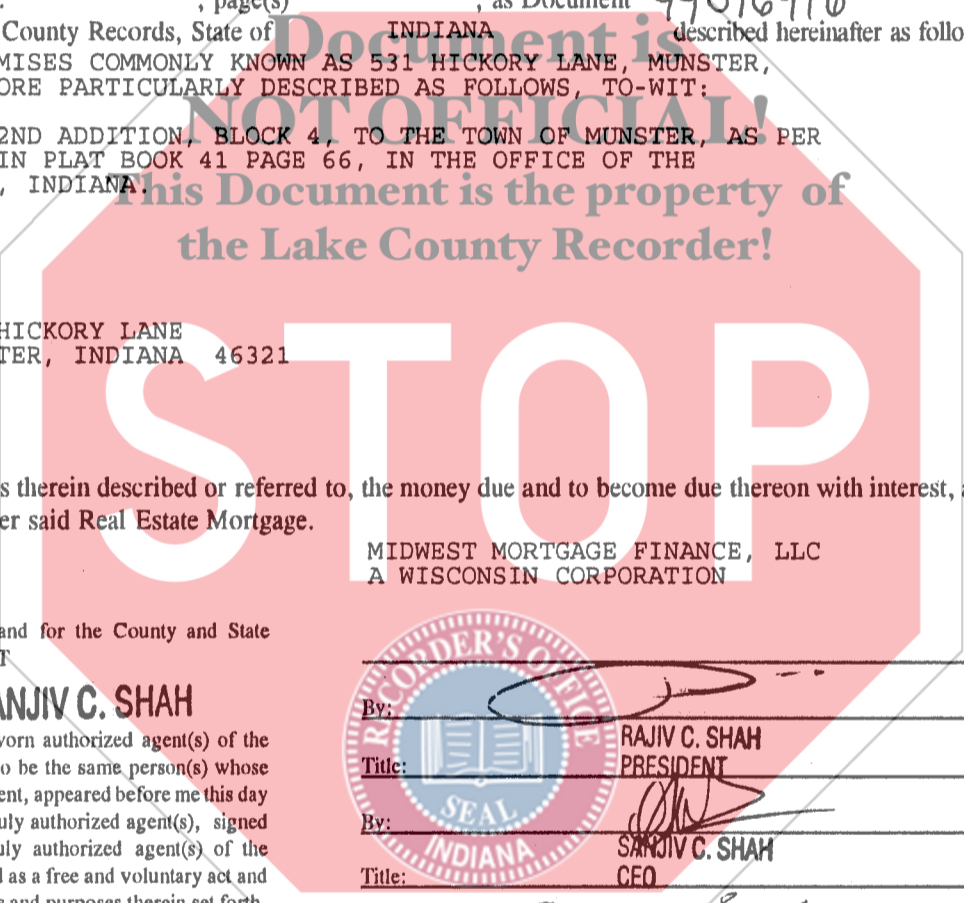 , page(s) , as Document 99016976
County Records, State of INDIANA described hereinafter as follo
Document is
MISES COMMONLY KNOWN AS 531 HICKORY LANE, MUNSTER,
ORE PARTICULARLY DESCRIBED AS FOLLOWS, TO-WIT:
NOT OFFICIAL!
2ND ADDITION, BLOCK 4, TO THE TOWN OF MUNSTER, AS PER
IN PLAT BOOK 41 PAGE 66, IN THE OFFICE OF THE
, INDIANA.
This Document is the property of
the Lake County Recorder!
HICKORY LANE
TER, INDIANA 46321
STOP
s therein described or referred to, the money due and to become due thereon with interest,
er said Real Estate Mortgage.
MIDWEST MORTGAGE FINANCE, LLC
A WISCONSIN CORPORATION
and for the County and State
T
ANJIV C. SHAH
vorn authorized agent(s) of the
o be the same person(s) whose
ent, appeared before me this day
uly authorized agent(s), signed
uly authorized agent(s) of the
l as a free and voluntary act and
s and purposes therein set forth
RECORDER'S OFFICE
SEAL
INDIANA
By:
RAJIV C. SHAH
Title: PRESIDENT
By:
SANJIV C. SHAH
Title: CEO